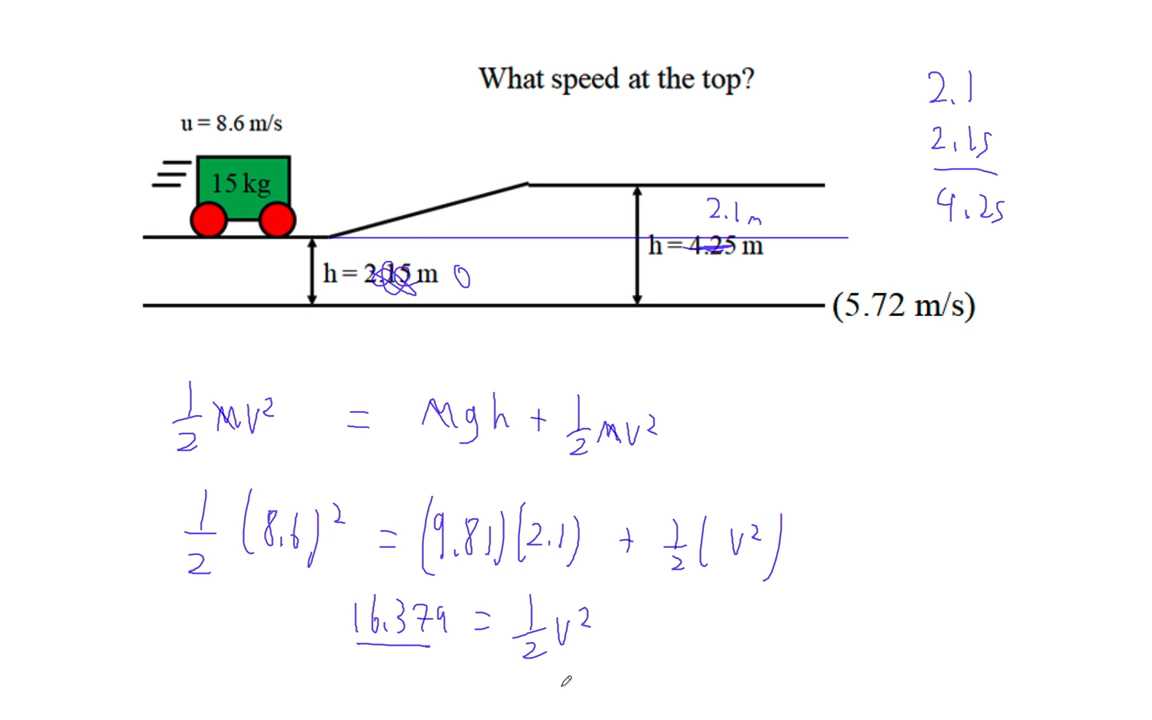 What speed at the top?
2.1
2.15
4.25
u = 8.6 m/s
15 kg
2.1 m
h = 4.25 m
h = 2.15 m 0
(5.72 m/s)
1/2 mv² = mgh + 1/2 mv²
1/2 (8.6)² = (9.81)(2.1) + 1/2 (v²)
16.379 = 1/2 v²